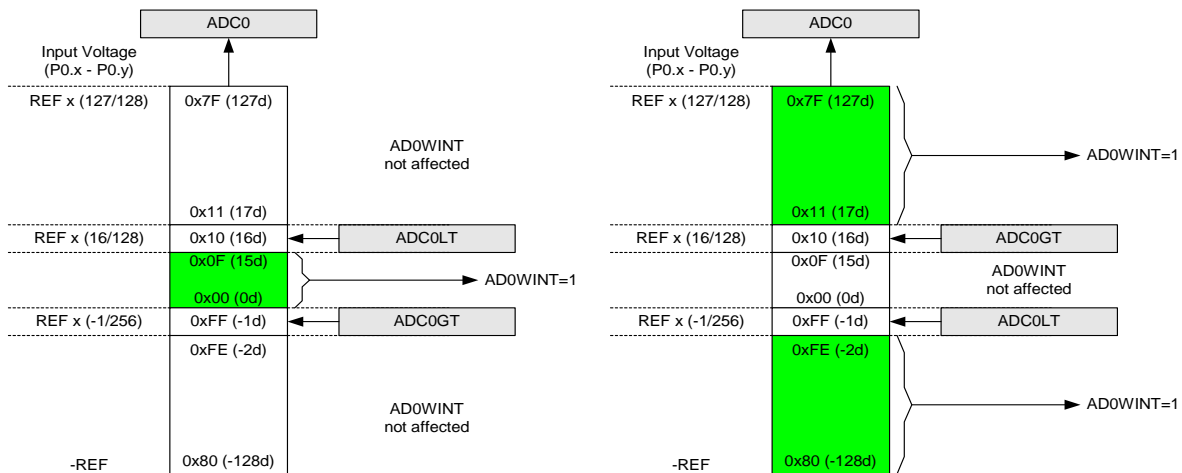 ADC0
Input Voltage
(P0.x - P0.y)
REF x (127/128)
0x7F (127d)
AD0WINT
not affected
0x11 (17d)
REF x (16/128)
0x10 (16d)
ADC0LT
0x0F (15d)
AD0WINT=1
0x00 (0d)
REF x (-1/256)
0xFF (-1d)
ADC0GT
0xFE (-2d)
AD0WINT
not affected
-REF
0x80 (-128d)
ADC0
Input Voltage
(P0.x - P0.y)
REF x (127/128)
0x7F (127d)
AD0WINT=1
0x11 (17d)
REF x (16/128)
0x10 (16d)
ADC0GT
0x0F (15d)
AD0WINT
not affected
0x00 (0d)
REF x (-1/256)
0xFF (-1d)
ADC0LT
0xFE (-2d)
AD0WINT=1
-REF
0x80 (-128d)